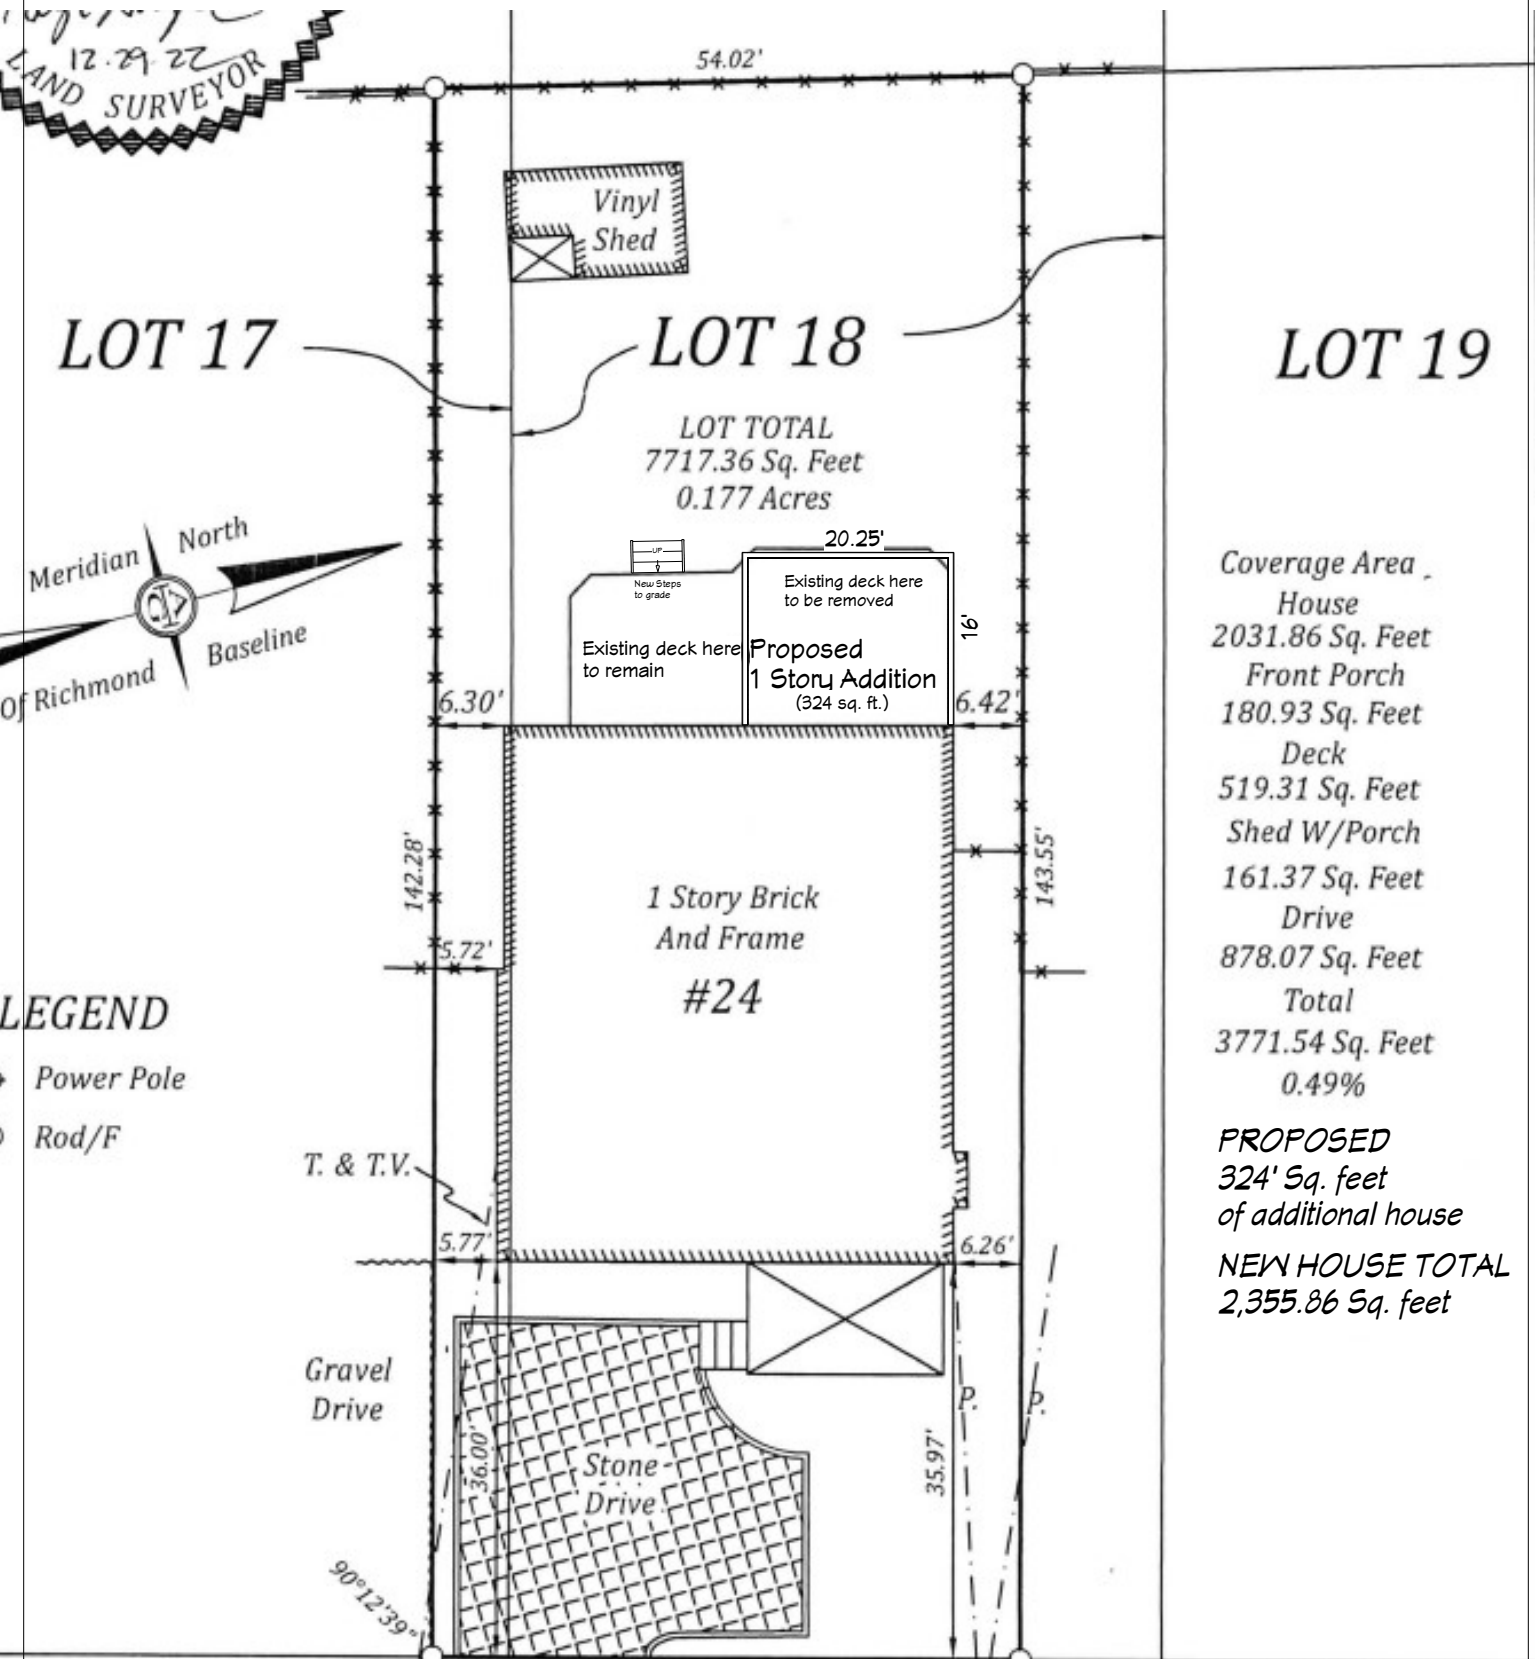 12.29.22
LAND SURVEYOR
54.02'
Vinyl
Shed
LOT 17
LOT 18
LOT 19
LOT TOTAL
7717.36 Sq. Feet
0.177 Acres
Meridian
North
Of Richmond
Baseline
UP
New Steps
to grade
20.25'
Existing deck here
to be removed
16'
Existing deck here
to remain
Proposed
1 Story Addition
(324 sq. ft.)
6.30'
6.42'
Coverage Area
House
2031.86 Sq. Feet
Front Porch
180.93 Sq. Feet
Deck
519.31 Sq. Feet
Shed W/Porch
161.37 Sq. Feet
Drive
878.07 Sq. Feet
Total
3771.54 Sq. Feet
0.49%
PROPOSED
324' Sq. feet
of additional house
NEW HOUSE TOTAL
2,355.86 Sq. feet
142.28'
143.55'
1 Story Brick
And Frame
#24
5.72'
LEGEND
Power Pole
Rod/F
T. & T.V.
5.77'
6.26'
Gravel
Drive
36.00'
Stone
Drive
35.97'
P.
P.
90°12'39"